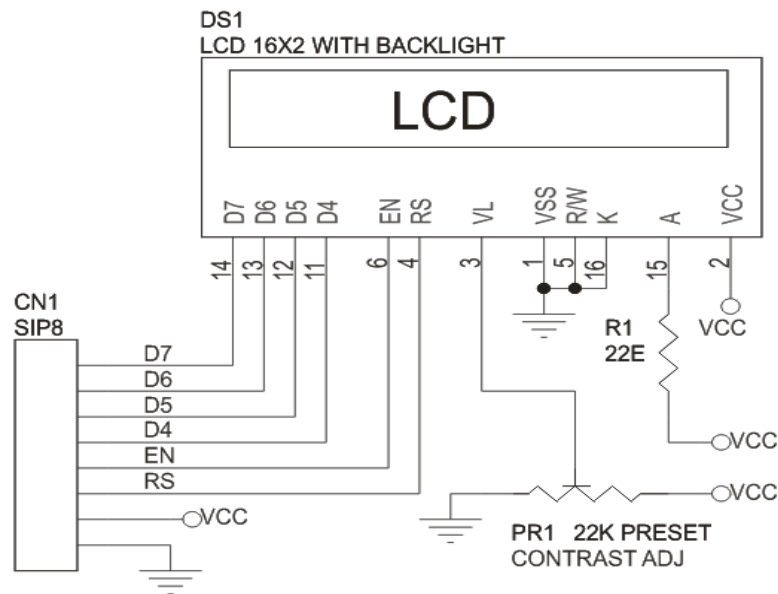 DS1
LCD 16X2 WITH BACKLIGHT
LCD
D7 D6 D5 D4 EN RS VL VSS R/W K A VCC
14 13 12 11 6 4 3 1 5 16 15 2
CN1
SIP8
R1
22E
VCC
D7
D6
D5
D4
VCC
EN
RS
VCC
VCC
PR1 22K PRESET
CONTRAST ADJ